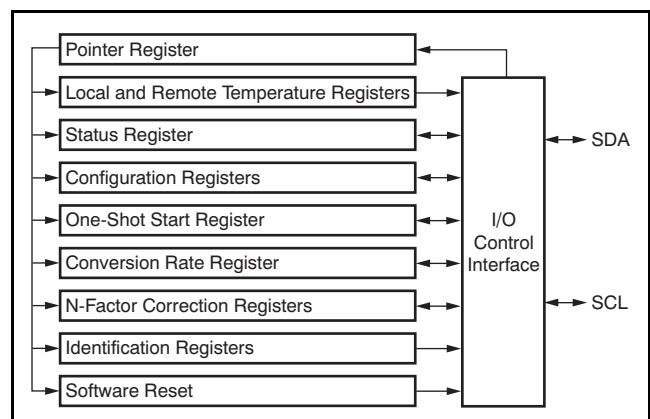 Pointer Register
Local and Remote Temperature Registers
Status Register
Configuration Registers
One-Shot Start Register
Conversion Rate Register
N-Factor Correction Registers
Identification Registers
Software Reset
I/O
Control
Interface
SDA
SCL